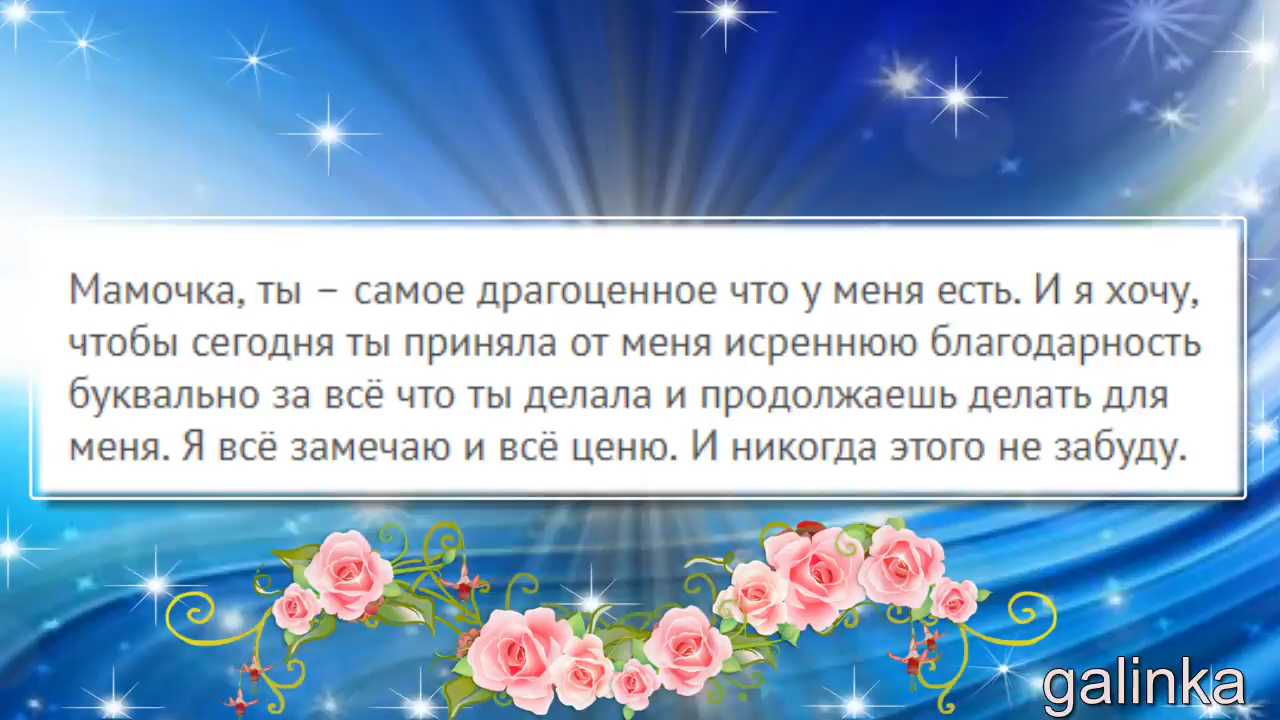 Мамочка, ты – самое драгоценное что у меня есть. И я хочу,
чтобы сегодня ты приняла от меня исреннюю благодарность
буквально за всё что ты делала и продолжаешь делать для
меня. Я всё замечаю и всё ценю. И никогда этого не забуду.
galinka